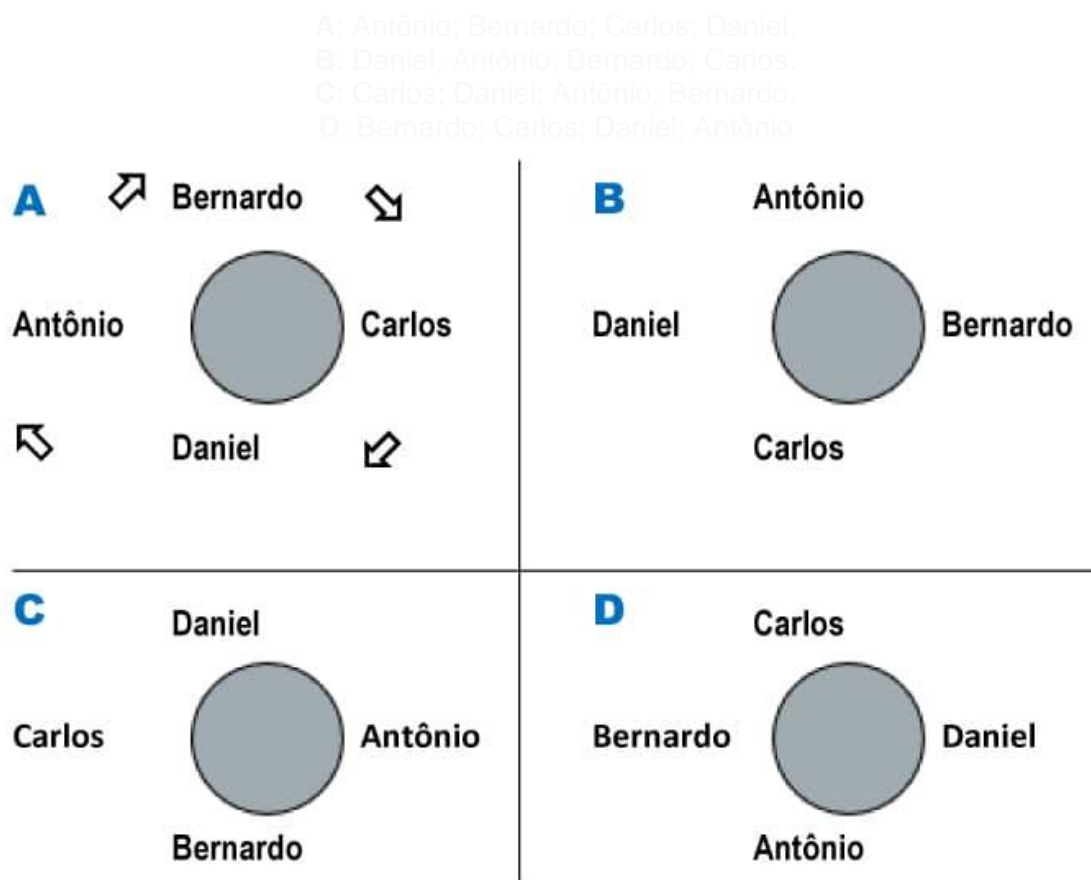 A: Antônio; Bernardo; Carlos; Daniel.
B: Daniel; Antônio; Bernardo; Carlos.
C: Carlos; Daniel; Antônio; Bernardo.
D: Bernardo; Carlos; Daniel; Antônio
A
Bernardo
Antônio
Carlos
Daniel
B
Antônio
Daniel
Bernardo
Carlos
C
Daniel
Carlos
Antônio
Bernardo
D
Carlos
Bernardo
Daniel
Antônio